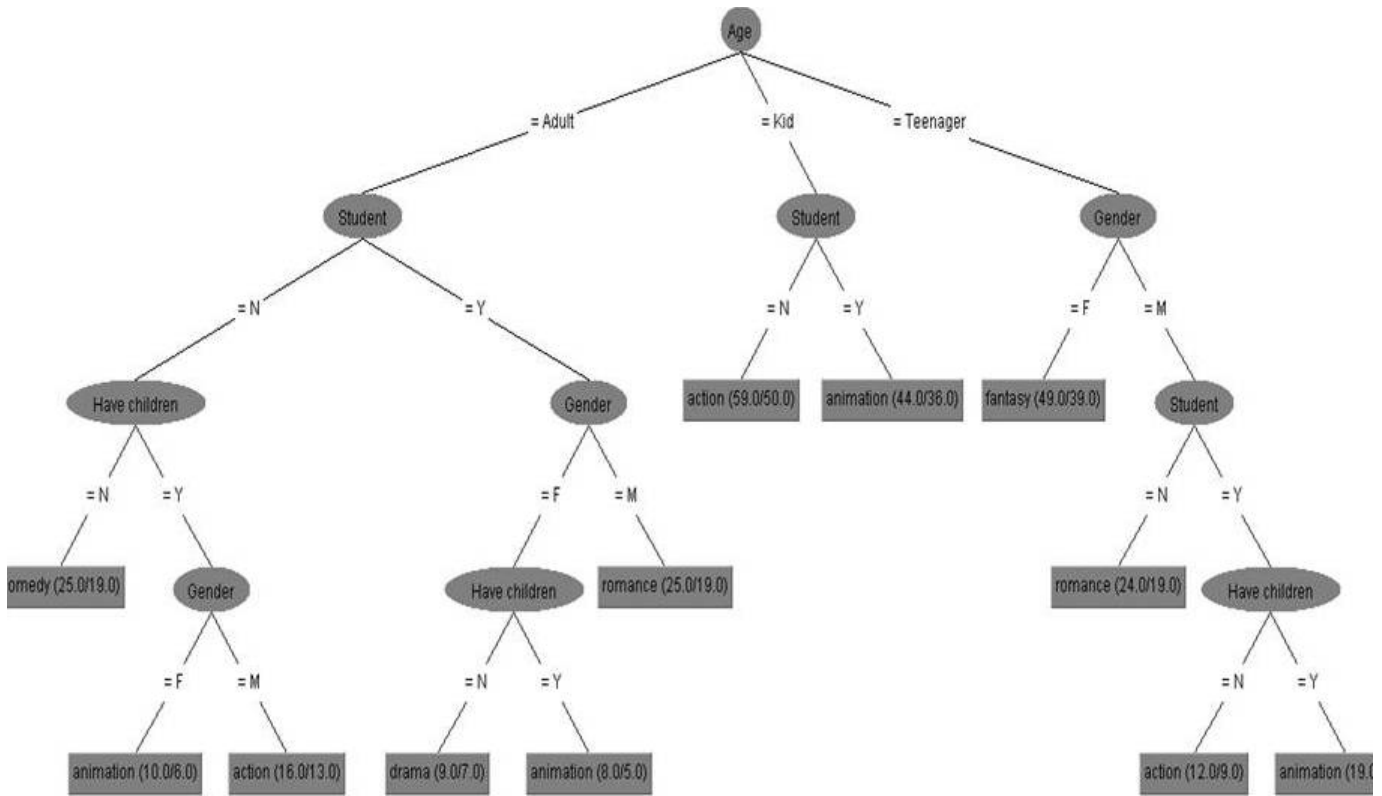 Age
= Adult
= Kid
= Teenager
Student
Student
Gender
= N
= Y
= N
= Y
= F
= M
Have children
Gender
action (59.0/50.0)
animation (44.0/36.0)
fantasy (49.0/39.0)
Student
= N
= Y
= F
= M
= N
= Y
omedy (25.0/19.0)
Gender
Have children
romance (25.0/19.0)
romance (24.0/19.0)
Have children
= F
= M
= N
= Y
= N
= Y
animation (10.0/6.0)
action (16.0/13.0)
drama (9.0/7.0)
animation (8.0/5.0)
action (12.0/9.0)
animation (19.0